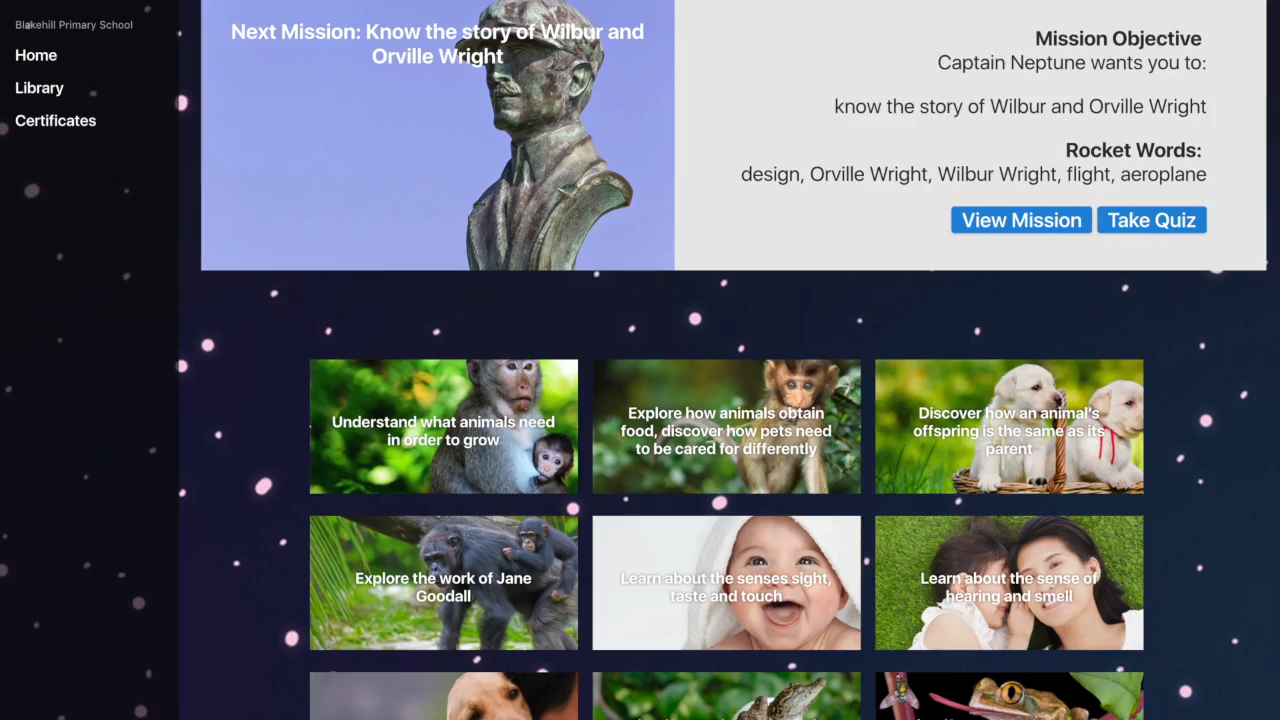 Blakehill Primary School
Home
Library
Certificates
Next Mission: Know the story of Wilbur and
Orville Wright
Mission Objective
Captain Neptune wants you to:
know the story of Wilbur and Orville Wright
Rocket Words:
design, Orville Wright, Wilbur Wright, flight, aeroplane
View Mission
Take Quiz
Understand what animals need
in order to grow
Explore how animals obtain
food, discover how pets need
to be cared for differently
Discover how an animal's
offspring is the same as its
parent
Explore the work of Jane
Goodall
Learn about the senses sight,
taste and touch
Learn about the sense of
hearing and smell